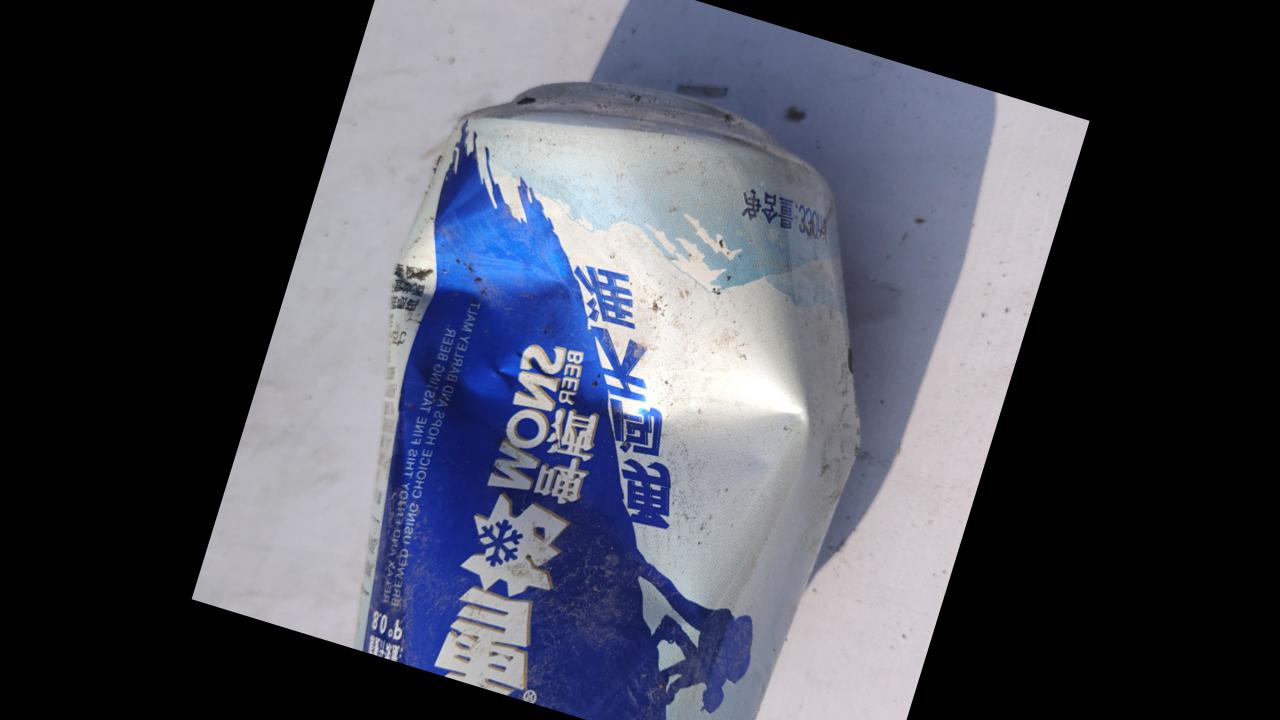 净含量:330ml
勇闯天涯
雪花
SNOW
啤酒
BEER
®
BREWED USING CHOICE HOPS AND BARLEY MALT
RELAX AND ENJOY THIS FINE TASTING BEER.
8.0°P